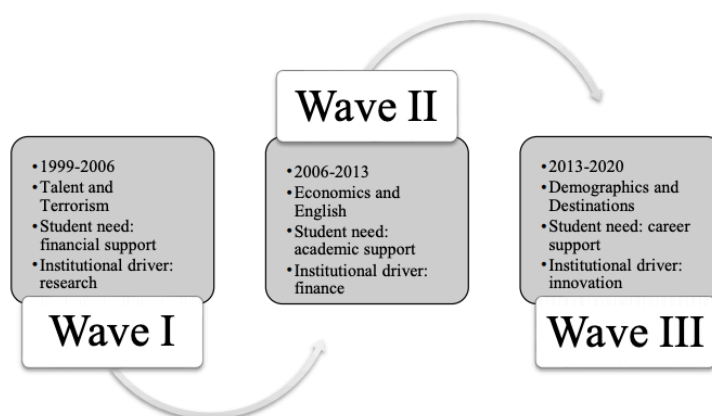 •1999-2006
•Talent and
Terrorism
•Student need:
financial support
•Institutional driver:
research
Wave I
Wave II
•2006-2013
•Economics and
English
•Student need:
academic support
•Institutional driver:
finance
•2013-2020
•Demographics and
Destinations
•Student need: career
support
•Institutional driver:
innovation
Wave III